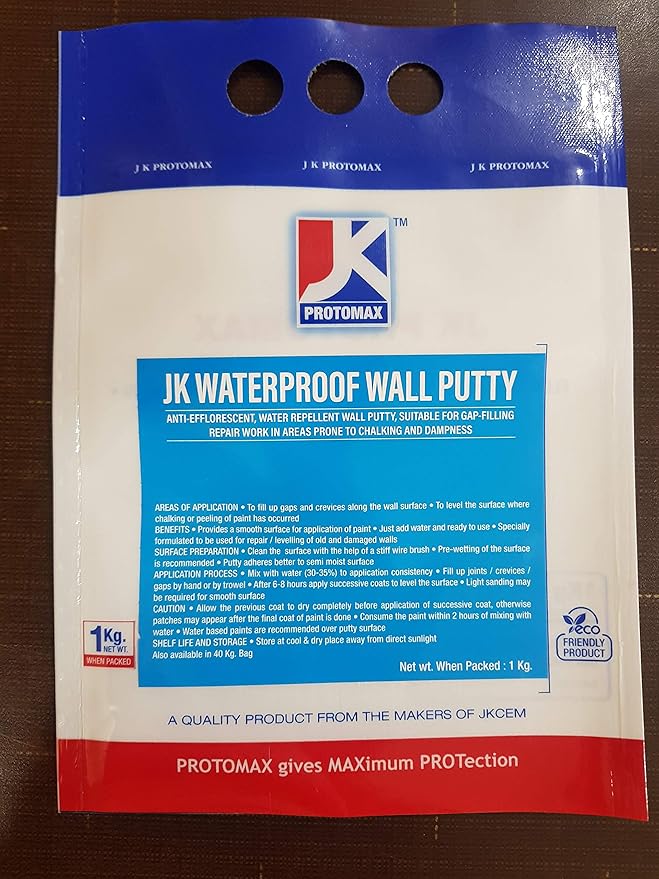 J K PROTOMAX J K PROTOMAX J K PROTOMAX
JK TM
PROTOMAX
JK WATERPROOF WALL PUTTY
ANTI-EFFLORESCENT, WATER REPELLENT WALL PUTTY, SUITABLE FOR GAP-FILLING
REPAIR WORK IN AREAS PRONE TO CHALKING AND DAMPNESS
AREAS OF APPLICATION • To fill up gaps and crevices along the wall surface • To level the surface where
chalking or peeling of paint has occurred
BENEFITS • Provides a smooth surface for application of paint • Just add water and ready to use • Specially
formulated to be used for repair / levelling of old and damaged walls
SURFACE PREPARATION • Clean the surface with the help of a stiff wire brush • Pre-wetting of the surface
is recommended • Putty adheres better to semi moist surface
APPLICATION PROCESS • Mix with water (30-35%) to application consistency • Fill up joints / crevices /
gaps by hand or by trowel • After 6-8 hours apply successive coats to level the surface • Light sanding may
be required for smooth surface
CAUTION • Allow the previous coat to dry completely before application of successive coat, otherwise
patches may appear after the final coat of paint is done • Consume the paint within 2 hours of mixing with
water • Water based paints are recommended over putty surface
SHELF LIFE AND STORAGE • Store at cool & dry place away from direct sunlight
Also available in 40 Kg. Bag
Net wt. When Packed : 1 Kg.
1 Kg.
NET WT.
WHEN PACKED
eco
FRIENDLY
PRODUCT
A QUALITY PRODUCT FROM THE MAKERS OF JKCEM
PROTOMAX gives MAXimum PROTection